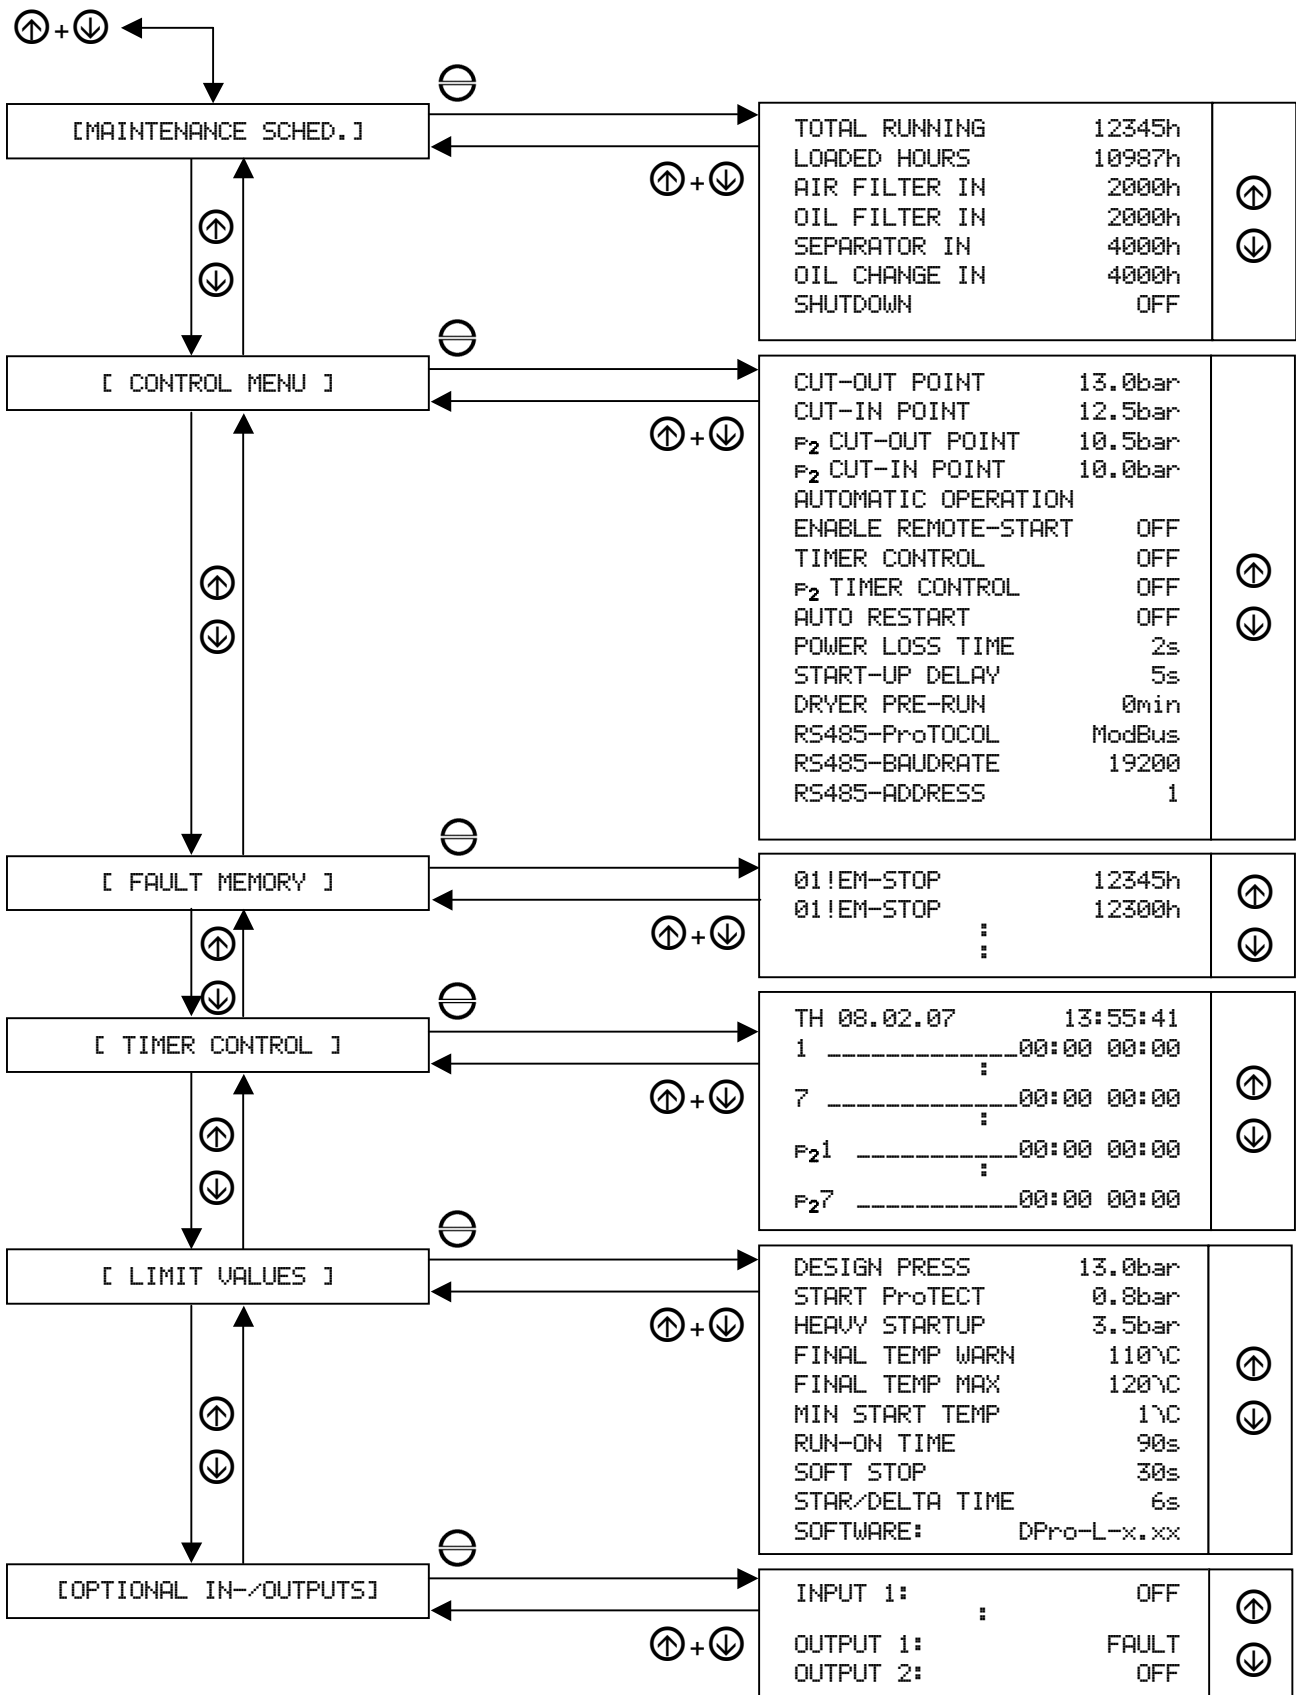 +
[MAINTENANCE SCHED.]
TOTAL RUNNING 12345h
LOADED HOURS 10987h
AIR FILTER IN 2000h
OIL FILTER IN 2000h
SEPARATOR IN 4000h
OIL CHANGE IN 4000h
SHUTDOWN OFF
+
[ CONTROL MENU ]
CUT-OUT POINT 13.0bar
CUT-IN POINT 12.5bar
P2 CUT-OUT POINT 10.5bar
P2 CUT-IN POINT 10.0bar
AUTOMATIC OPERATION
ENABLE REMOTE-START OFF
TIMER CONTROL OFF
P2 TIMER CONTROL OFF
AUTO RESTART OFF
POWER LOSS TIME 2s
START-UP DELAY 5s
DRYER PRE-RUN 0min
RS485-ProTOCOL ModBus
RS485-BAUDRATE 19200
RS485-ADDRESS 1
+
[ FAULT MEMORY ]
01!EM-STOP 12345h
01!EM-STOP 12300h
:
:
+
[ TIMER CONTROL ]
TH 08.02.07 13:55:41
1 _____________00:00 00:00
:
7 _____________00:00 00:00
:
P21 ___________00:00 00:00
:
P27 ___________00:00 00:00
+
[ LIMIT VALUES ]
DESIGN PRESS 13.0bar
START ProTECT 0.8bar
HEAVY STARTUP 3.5bar
FINAL TEMP WARN 110℃
FINAL TEMP MAX 120℃
MIN START TEMP 1℃
RUN-ON TIME 90s
SOFT STOP 30s
STAR/DELTA TIME 6s
SOFTWARE: DPro-L-x.xx
+
[OPTIONAL IN-/OUTPUTS]
INPUT 1: OFF
:
OUTPUT 1: FAULT
OUTPUT 2: OFF
+